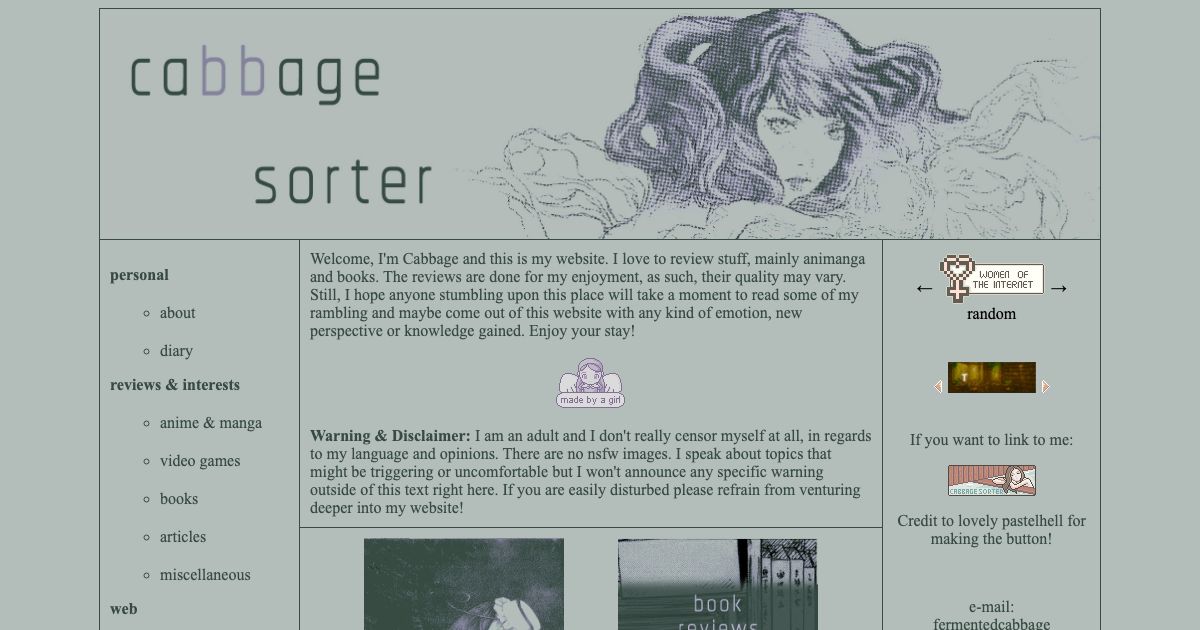 cabbage
sorter
personal
about
diary
reviews & interests
anime & manga
video games
books
articles
miscellaneous
web
Welcome, I'm Cabbage and this is my website. I love to review stuff, mainly animanga
and books. The reviews are done for my enjoyment, as such, their quality may vary.
Still, I hope anyone stumbling upon this place will take a moment to read some of my
rambling and maybe come out of this website with any kind of emotion, new
perspective or knowledge gained. Enjoy your stay!
made by a girl
Warning & Disclaimer: I am an adult and I don't really censor myself at all, in regards
to my language and opinions. There are no nsfw images. I speak about topics that
might be triggering or uncomfortable but I won't announce any specific warning
outside of this text right here. If you are easily disturbed please refrain from venturing
deeper into my website!
book
reviews
← WOMEN OF
THE INTERNET →
random
T
If you want to link to me:
CABBAGESORTER
Credit to lovely pastelhell for
making the button!
e-mail:
fermentedcabbage